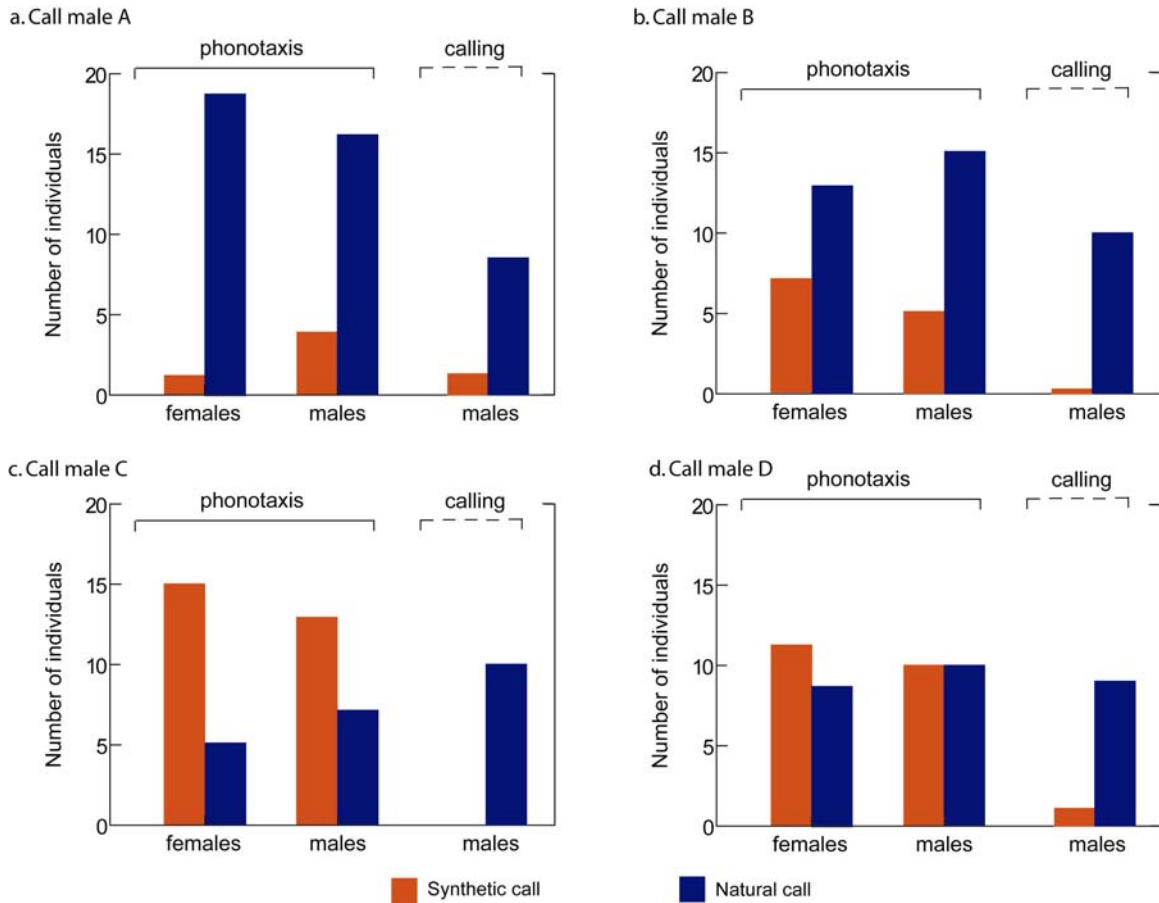 a. Call male A
phonotaxis
calling
20
15
10
5
0
Number of individuals
females
males
males
b. Call male B
phonotaxis
calling
20
15
10
5
0
Number of individuals
females
males
males
c. Call male C
phonotaxis
calling
20
15
10
5
0
Number of individuals
females
males
males
d. Call male D
phonotaxis
calling
20
15
10
5
0
Number of individuals
females
males
males
Synthetic call
Natural call